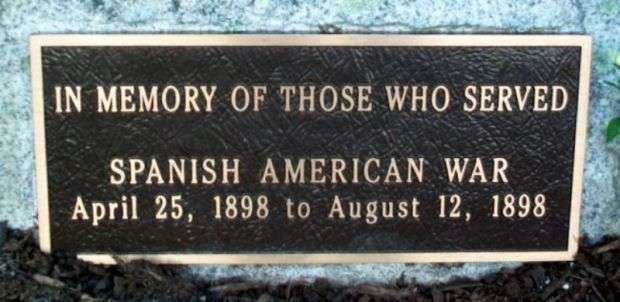 IN MEMORY OF THOSE WHO SERVED
SPANISH AMERICAN WAR
April 25, 1898 to August 12, 1898